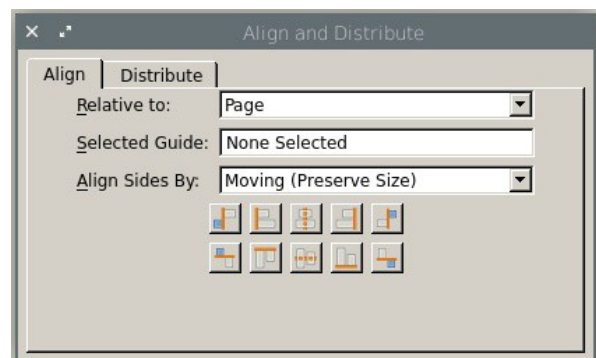 Align and Distribute
Align Distribute
Relative to: Page
Selected Guide: None Selected
Align Sides By: Moving (Preserve Size)